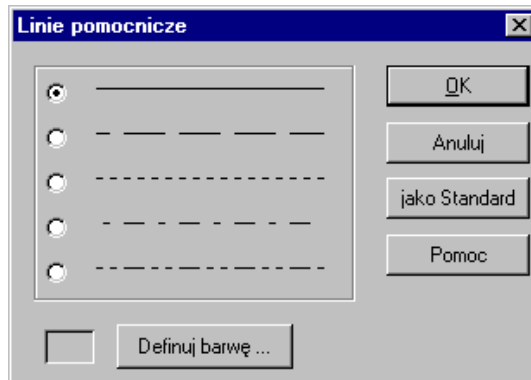 Linie pomocnicze
OK
Anuluj
jako Standard
Pomoc
Definuj barwę ...